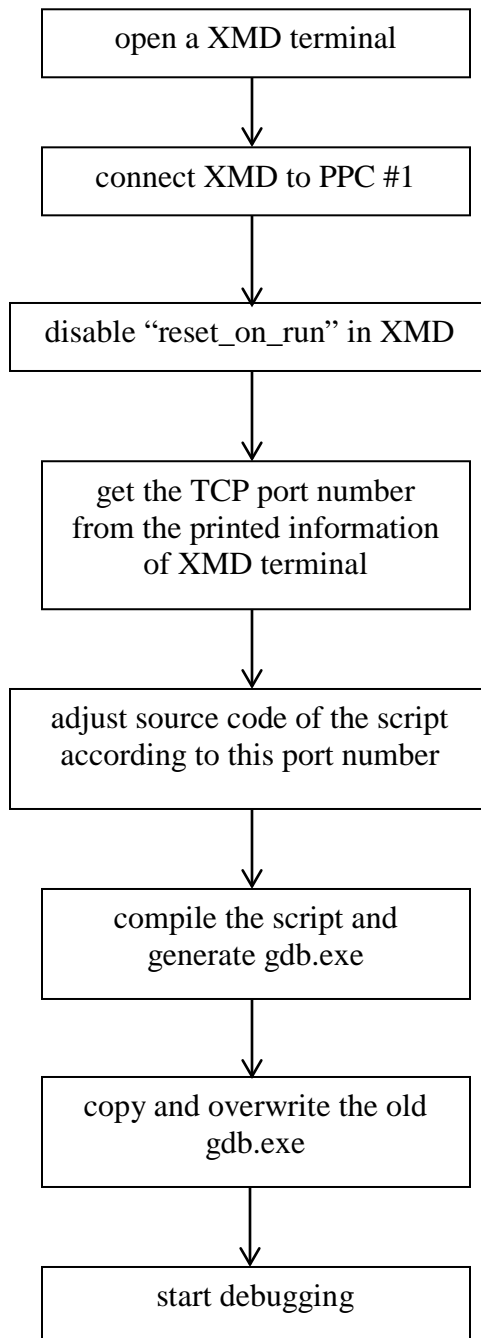 open a XMD terminal
connect XMD to PPC #1
disable “reset_on_run” in XMD
get the TCP port number
from the printed information
of XMD terminal
adjust source code of the script
according to this port number
compile the script and
generate gdb.exe
copy and overwrite the old
gdb.exe
start debugging